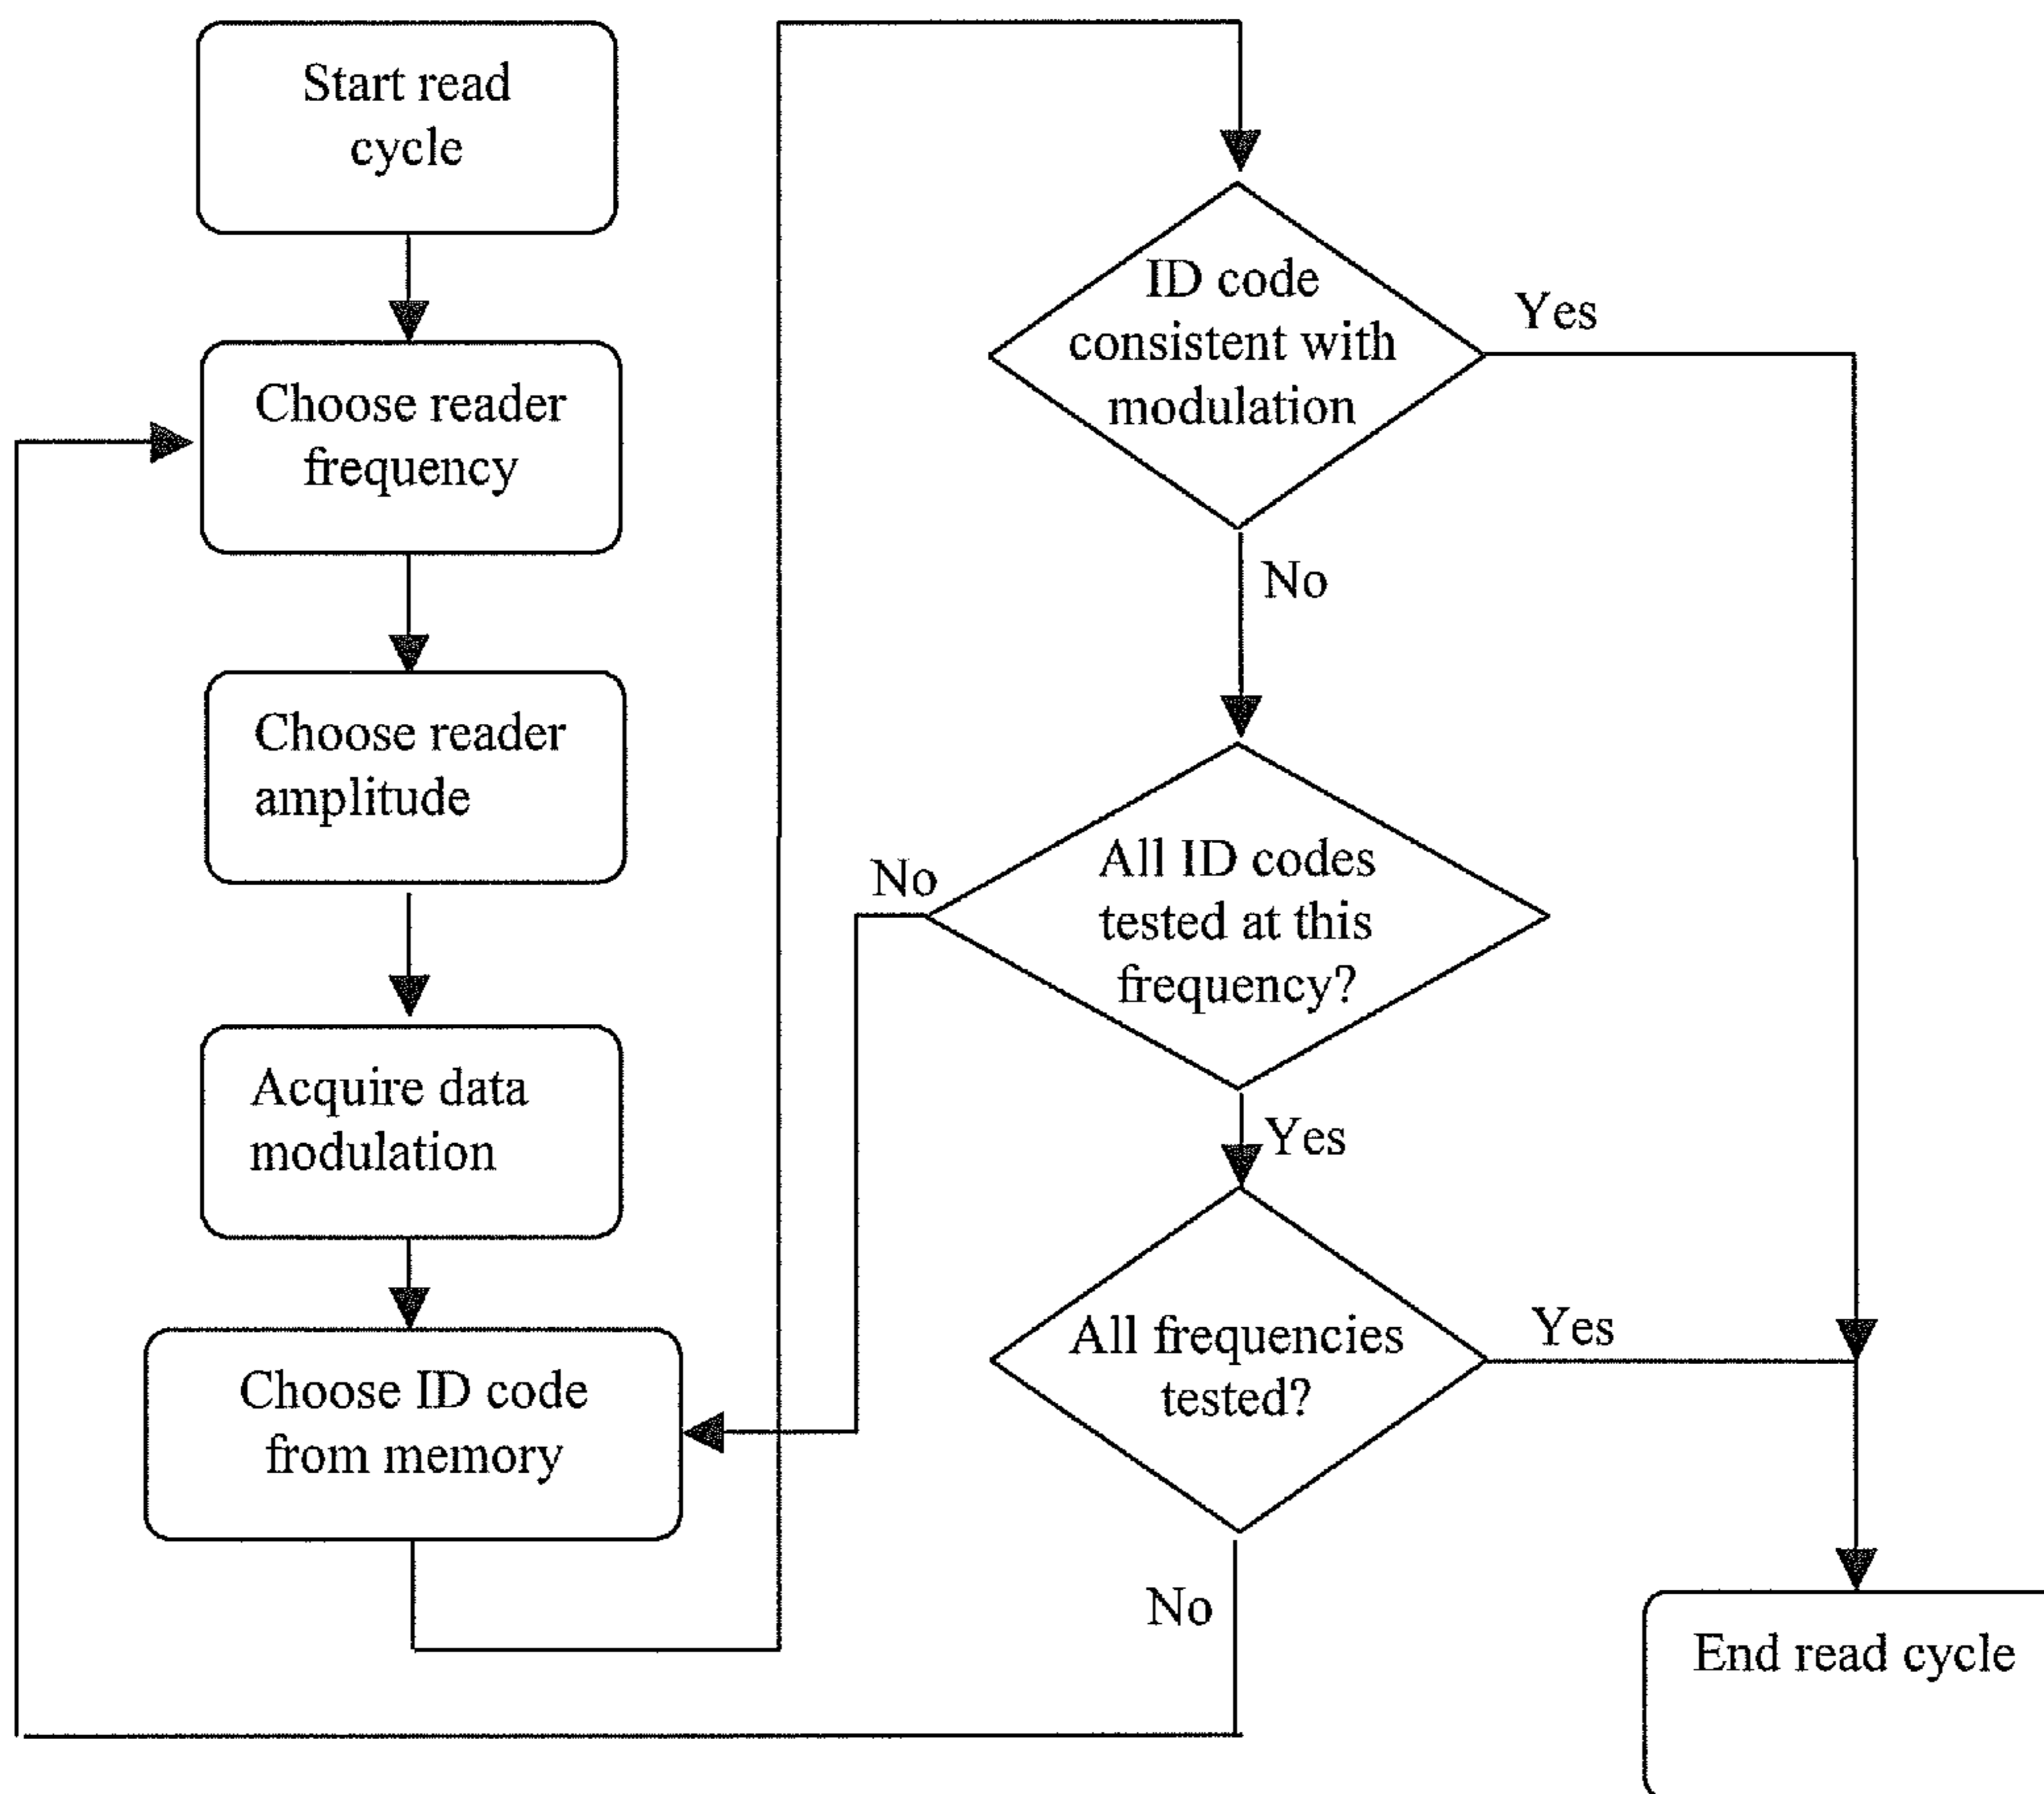 Start read
cycle
Choose reader
frequency
Choose reader
amplitude
Acquire data
modulation
Choose ID code
from memory
ID code
consistent with
modulation
Yes
No
All ID codes
tested at this
frequency?
No
Yes
All frequencies
tested?
Yes
No
End read cycle